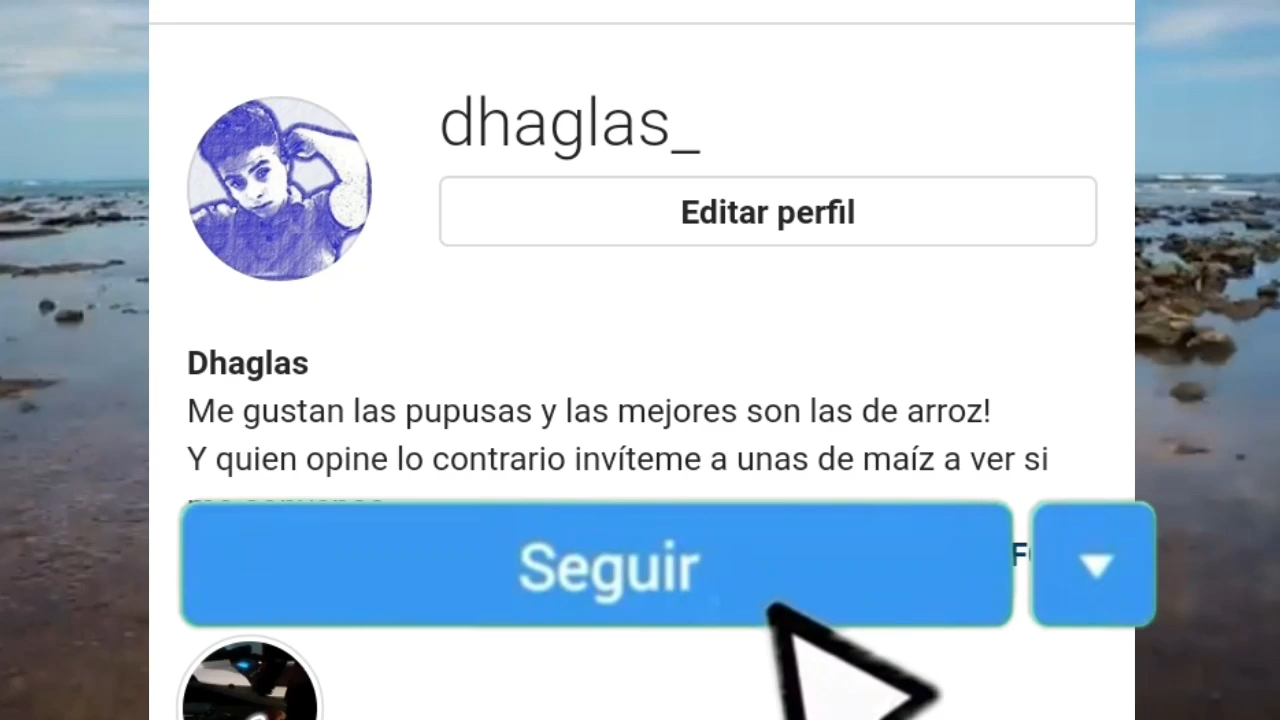 dhaglas_
Editar perfil
Dhaglas
Me gustan las pupusas y las mejores son las de arroz!
Y quien opine lo contrario invíteme a unas de maíz a ver si
Seguir